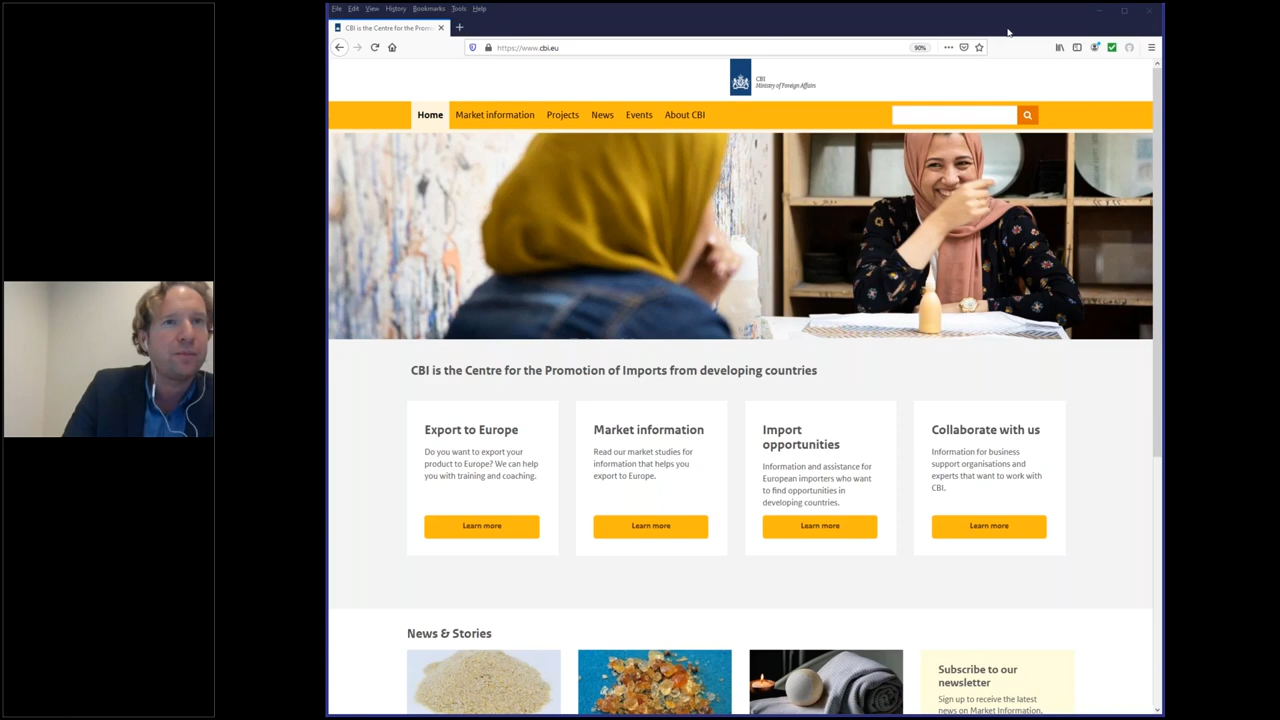 File Edit View History Bookmarks Tools Help
CBI is the Centre for the Prom
https://www.cbi.eu
90%
CBI
Ministry of Foreign Affairs
Home Market information Projects News Events About CBI
CBI is the Centre for the Promotion of Imports from developing countries
Export to Europe
Do you want to export your
product to Europe? We can help
you with training and coaching.
Learn more
Market information
Read our market studies for
information that helps you
export to Europe.
Learn more
Import
opportunities
Information and assistance for
European importers who want
to find opportunities in
developing countries.
Learn more
Collaborate with us
Information for business
support organisations and
experts that want to work with
CBI.
Learn more
News & Stories
Subscribe to our
newsletter
Sign up to receive the latest
news on Market Information,